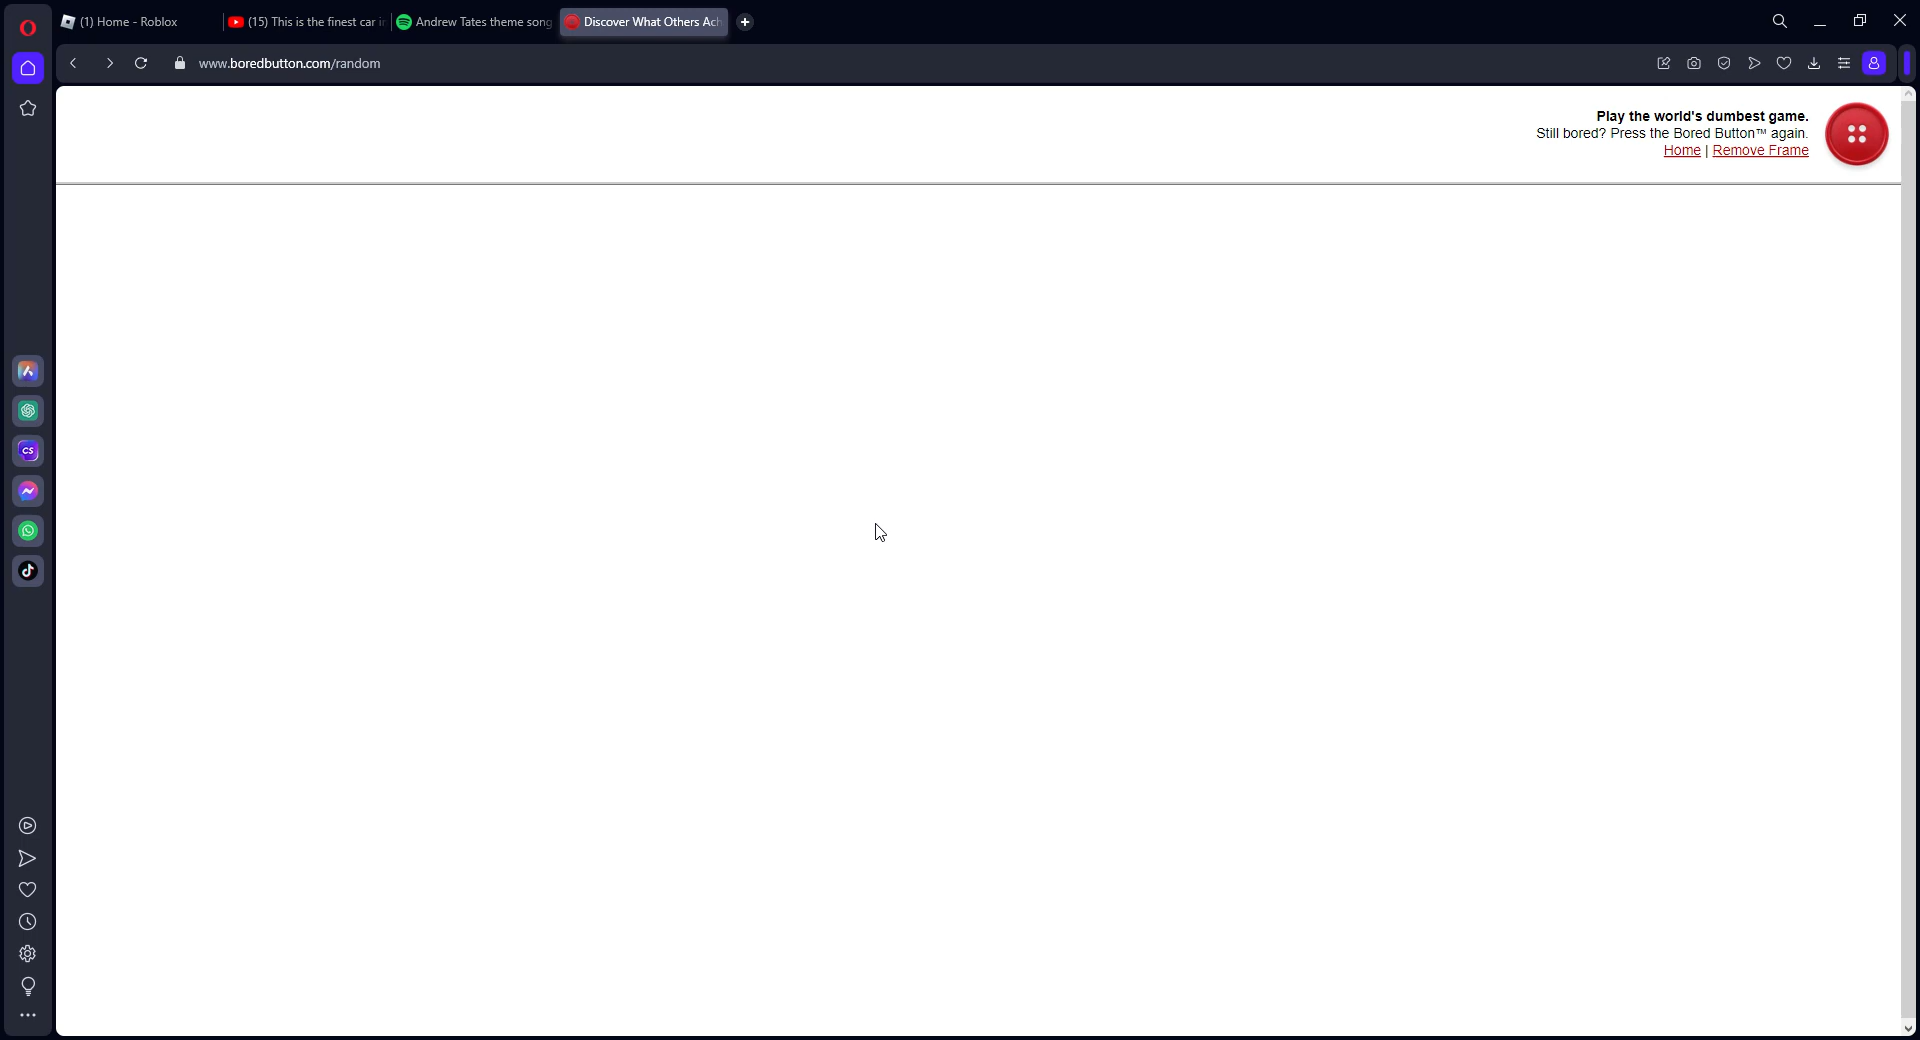 (1) Home - Roblox
(15) This is the finest car i
Andrew Tates theme song
Discover What Others Ach
www.boredbutton.com/random
Play the world's dumbest game.
Still bored? Press the Bored Button™ again.
Home | Remove Frame
CS